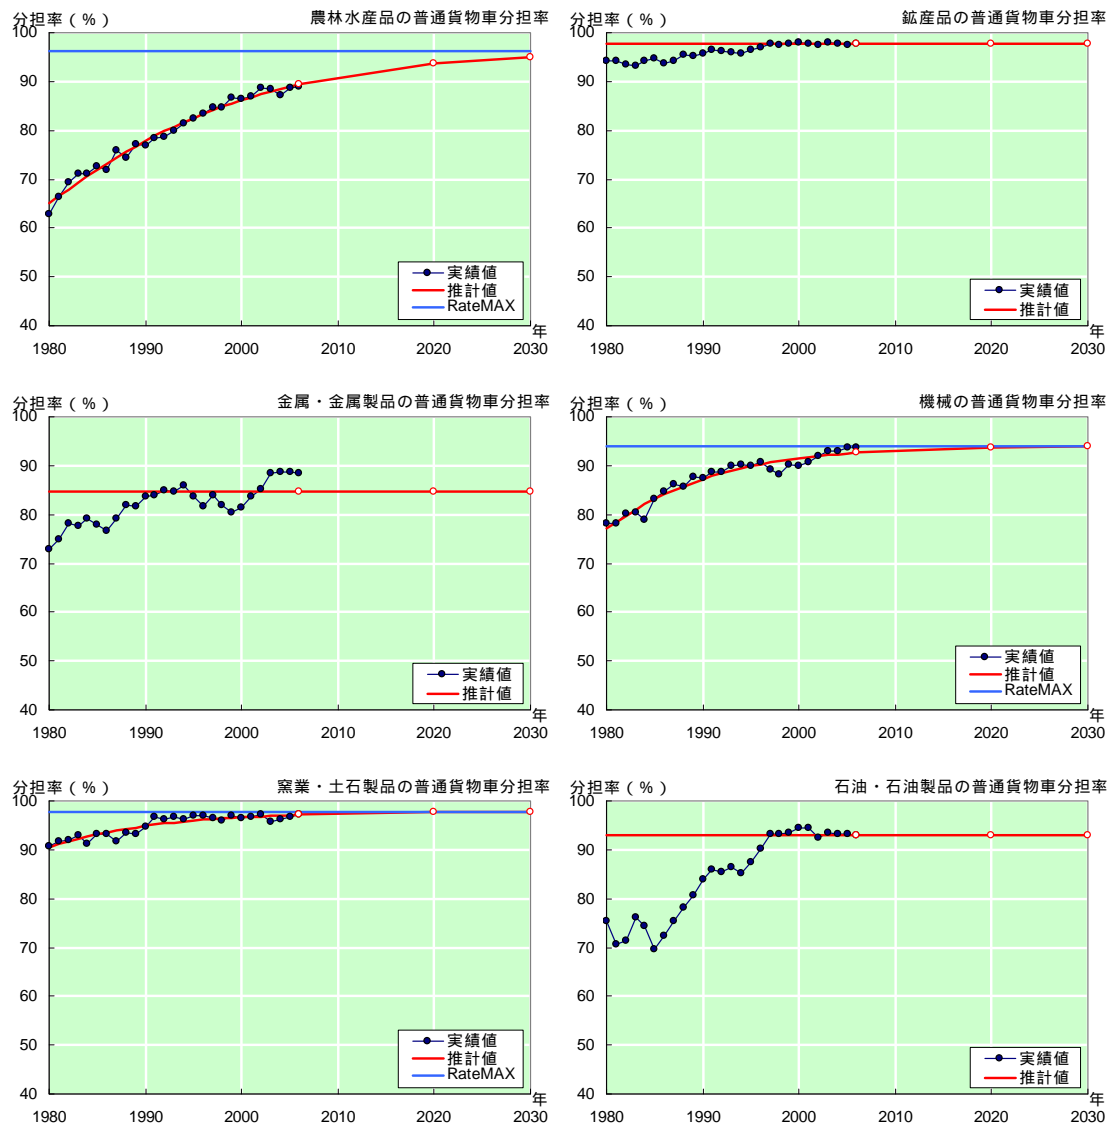 分担率（％）
農林水産品の普通貨物車分担率
100
90
80
70
60
50
40
実績値
推計値
RateMAX
年
1980 1990 2000 2010 2020 2030
分担率（％）
鉱産品の普通貨物車分担率
100
90
80
70
60
50
40
実績値
推計値
年
1980 1990 2000 2010 2020 2030
分担率（％）
金属・金属製品の普通貨物車分担率
100
90
80
70
60
50
40
実績値
推計値
年
1980 1990 2000 2010 2020 2030
分担率（％）
機械の普通貨物車分担率
100
90
80
70
60
50
40
実績値
推計値
RateMAX
年
1980 1990 2000 2010 2020 2030
分担率（％）
窯業・土石製品の普通貨物車分担率
100
90
80
70
60
50
40
実績値
推計値
RateMAX
年
1980 1990 2000 2010 2020 2030
分担率（％）
石油・石油製品の普通貨物車分担率
100
90
80
70
60
50
40
実績値
推計値
年
1980 1990 2000 2010 2020 2030